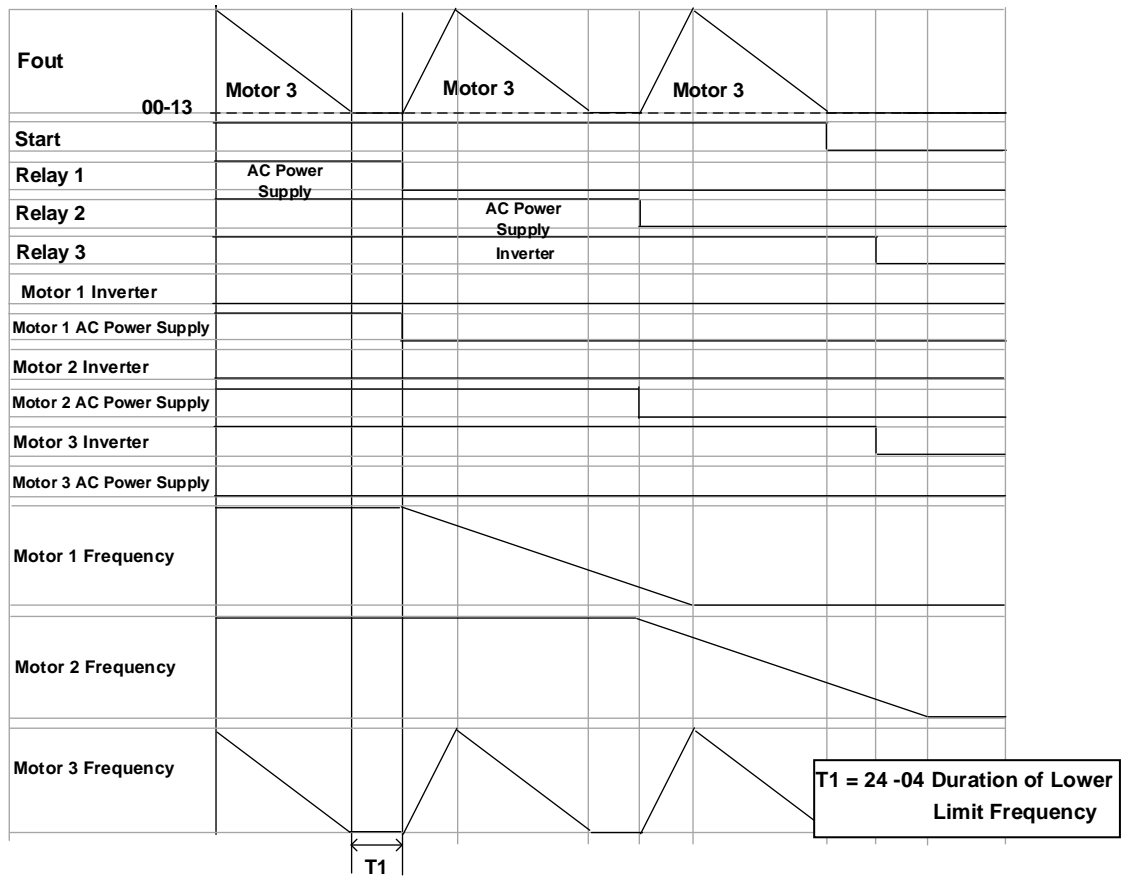 Fout
Motor 3
Motor 3
Motor 3
00-13
Start
Relay 1
AC Power
Supply
Relay 2
AC Power
Supply
Relay 3
Inverter
Motor 1 Inverter
Motor 1 AC Power Supply
Motor 2 Inverter
Motor 2 AC Power Supply
Motor 3 Inverter
Motor 3 AC Power Supply
Motor 1 Frequency
Motor 2 Frequency
Motor 3 Frequency
T1 = 24 -04 Duration of Lower
Limit Frequency
T1